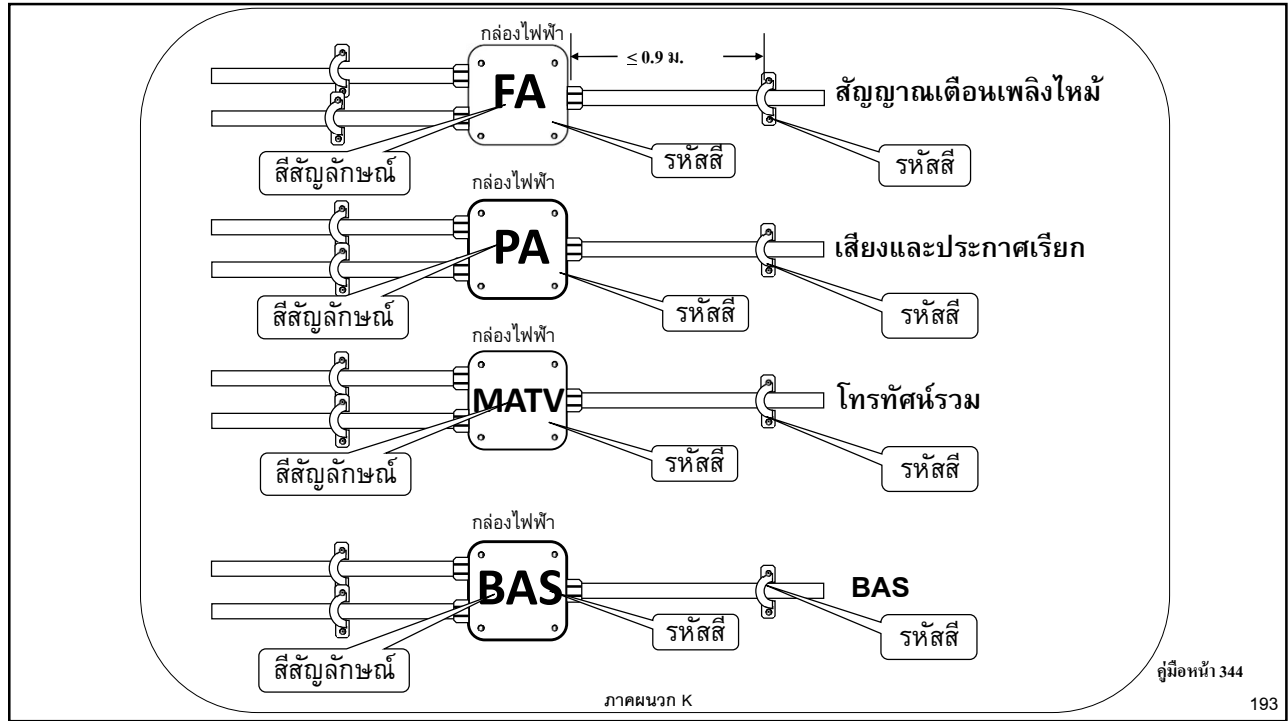 กล่องไฟฟ้า
≤ 0.9 ม.
FA
สัญญาณเตือนเพลิงไหม้
สีสัญลักษณ์
รหัสสี
รหัสสี
กล่องไฟฟ้า
PA
เสียงและประกาศเรียก
สีสัญลักษณ์
รหัสสี
รหัสสี
กล่องไฟฟ้า
MATV
โทรทัศน์รวม
สีสัญลักษณ์
รหัสสี
รหัสสี
กล่องไฟฟ้า
BAS
BAS
สีสัญลักษณ์
รหัสสี
รหัสสี
คู่มือหน้า 344
ภาคผนวก K
193